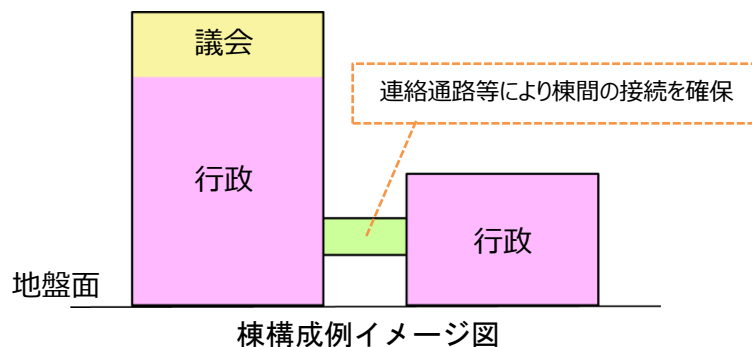 議会
連絡通路等により棟間の接続を確保
行政
行政
地盤面
棟構成例イメージ図